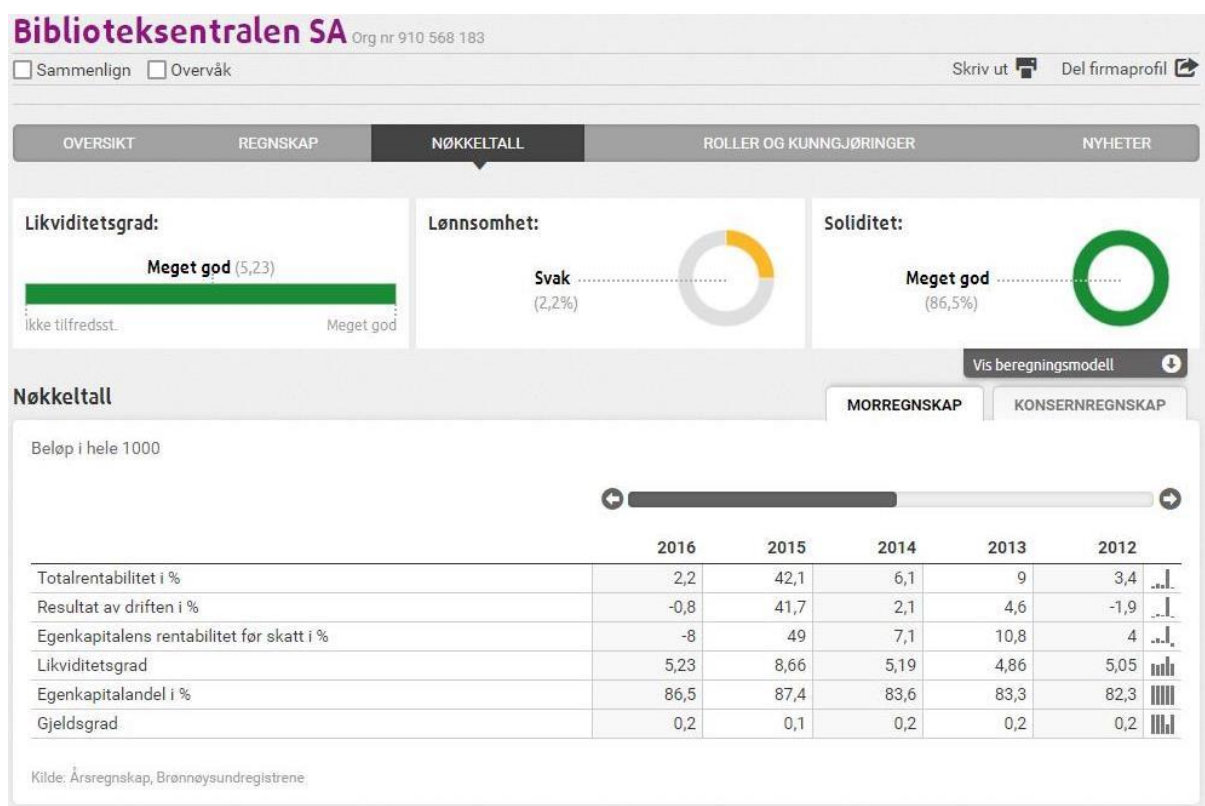 Biblioteksentralen SA Org nr 910 568 183
Sammenlign Overvåk Skriv ut Del firmaprofil
OVERSIKT REGNSKAP NØKKELTALL ROLLER OG KUNNGJØRINGER NYHETER
Likviditetsgrad: Lønnsomhet: Soliditet:
Meget god (5,23) Svak Meget god
(2,2%) (86,5%)
Ikke tilfredsst. Meget god
Vis beregningsmodell
Nøkkeltall MORREGNSKAP KONSERNREGNSKAP
Beløp i hele 1000
2016 2015 2014 2013 2012
Totalrentabilitet i % 2,2 42,1 6,1 9 3,4
Resultat av driften i % -0,8 41,7 2,1 4,6 -1,9
Egenkapitalens rentabilitet før skatt i % -8 49 7,1 10,8 4
Likviditetsgrad 5,23 8,66 5,19 4,86 5,05
Egenkapitalandel i % 86,5 87,4 83,6 83,3 82,3
Gjeldsgrad 0,2 0,1 0,2 0,2 0,2
Kilde: Årsregnskap, Brønnøysundregistrene